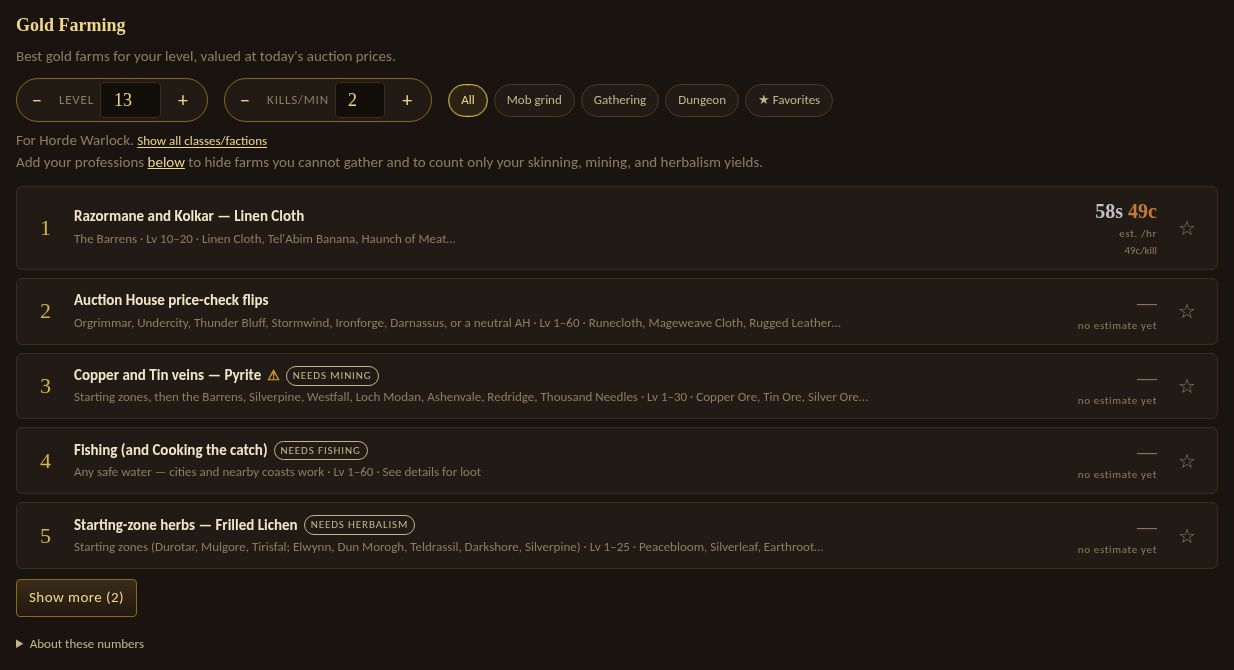 Gold Farming
Best gold farms for your level, valued at today's auction prices.
− LEVEL 13 + − KILLS/MIN 2 + All Mob grind Gathering Dungeon ★ Favorites
For Horde Warlock. Show all classes/factions
Add your professions below to hide farms you cannot gather and to count only your skinning, mining, and herbalism yields.
1
Razormane and Kolkar — Linen Cloth
The Barrens · Lv 10–20 · Linen Cloth, Tel'Abim Banana, Haunch of Meat…
58s 49c
est. /hr
49c/kill
☆
2
Auction House price-check flips
Orgrimmar, Undercity, Thunder Bluff, Stormwind, Ironforge, Darnassus, or a neutral AH · Lv 1–60 · Runecloth, Mageweave Cloth, Rugged Leather…
—
no estimate yet
☆
3
Copper and Tin veins — Pyrite ⚠ NEEDS MINING
Starting zones, then the Barrens, Silverpine, Westfall, Loch Modan, Ashenvale, Redridge, Thousand Needles · Lv 1–30 · Copper Ore, Tin Ore, Silver Ore…
—
no estimate yet
☆
4
Fishing (and Cooking the catch) NEEDS FISHING
Any safe water — cities and nearby coasts work · Lv 1–60 · See details for loot
—
no estimate yet
☆
5
Starting-zone herbs — Frilled Lichen NEEDS HERBALISM
Starting zones (Durotar, Mulgore, Tirisfal; Elwynn, Dun Morogh, Teldrassil, Darkshore, Silverpine) · Lv 1–25 · Peacebloom, Silverleaf, Earthroot…
—
no estimate yet
☆
Show more (2)
▶ About these numbers